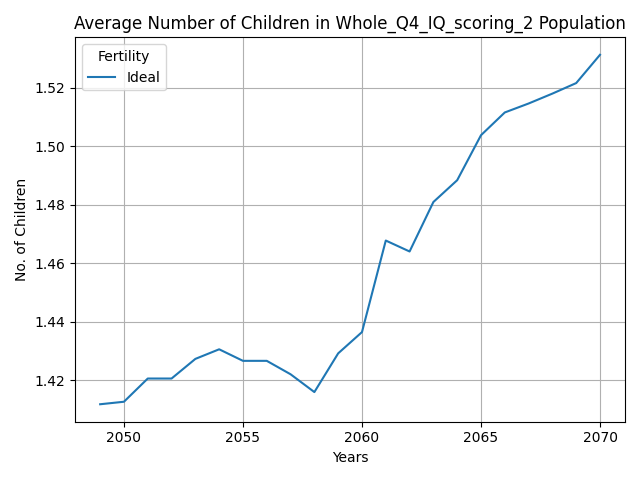 Average Number of Children in Whole_Q4_IQ_scoring_2 Population
Fertility
Ideal
1.52
1.50
1.48
1.46
1.44
1.42
No. of Children
2050
2055
2060
2065
2070
Years